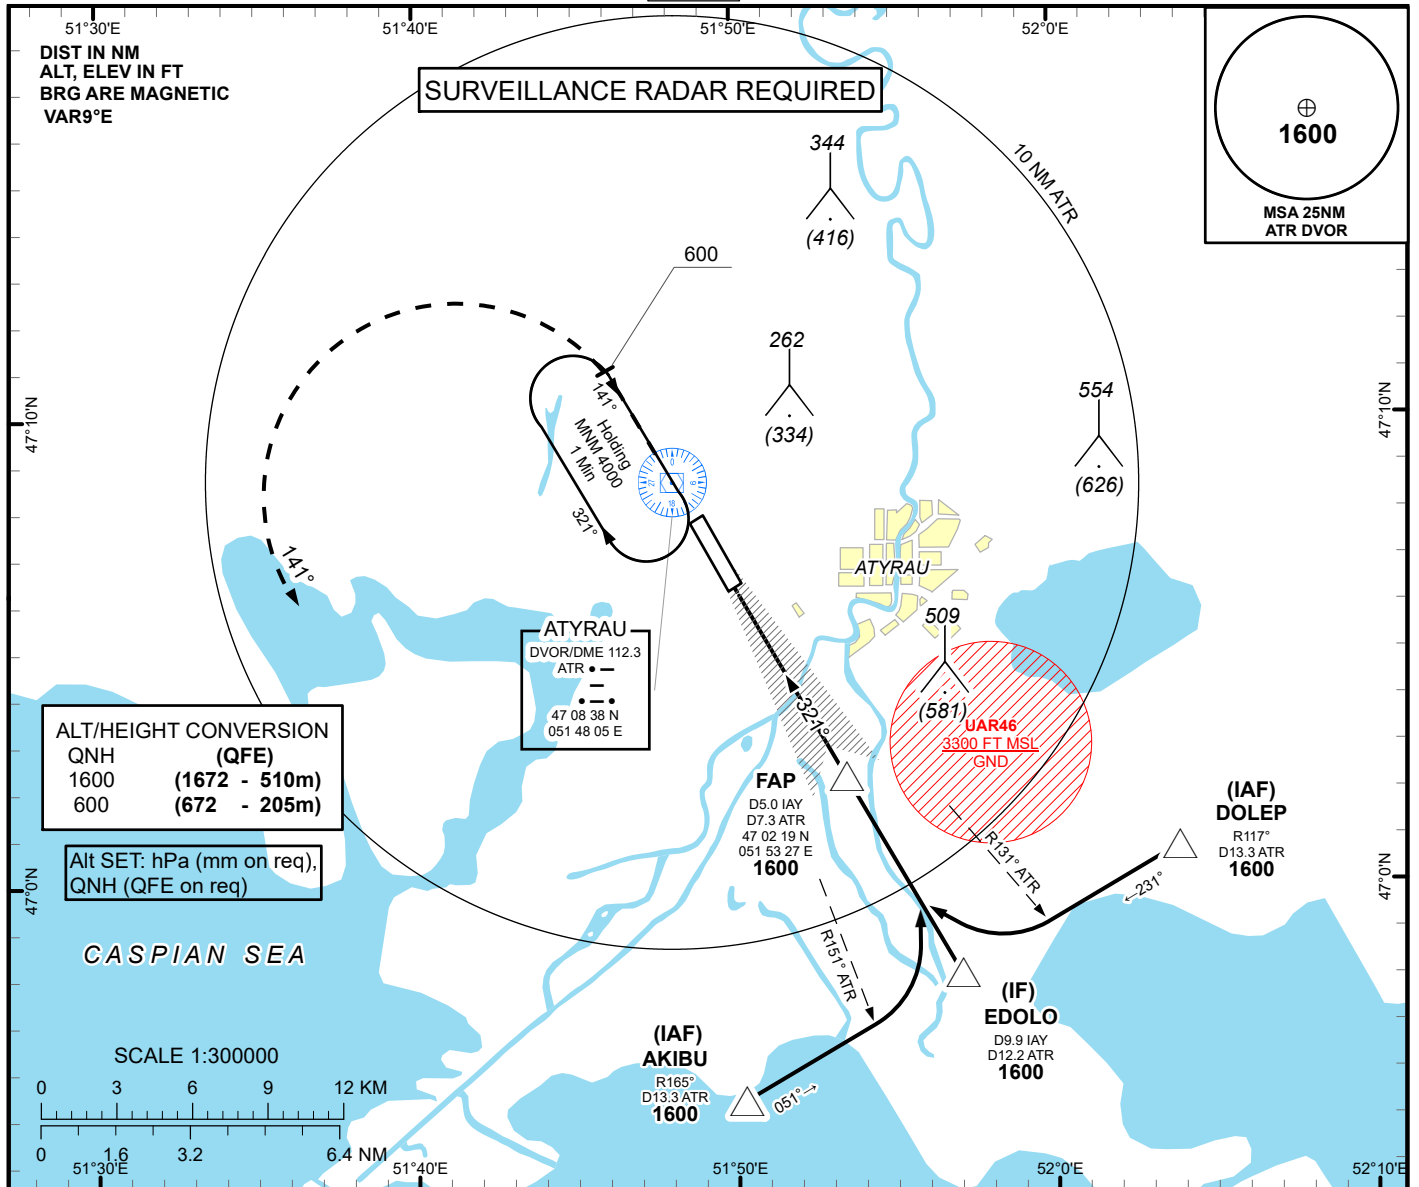 51°30'E
51°40'E
51°50'E
52°0'E
DIST IN NM
ALT, ELEV IN FT
BRG ARE MAGNETIC
VAR9°E
SURVEILLANCE RADAR REQUIRED
1600
MSA 25NM
ATR DVOR
10 NM ATR
344
(416)
600
262
(334)
554
(626)
47°10'N
47°10'N
141°
Holding
MNM 4000
1 Min
321°
0
9
18
27
141°
ATYRAU
509
(581)
UAR46
3300 FT MSL
GND
ATYRAU
DVOR/DME 112.3
ATR • —
—
• — •
47 08 38 N
051 48 05 E
321°
ALT/HEIGHT CONVERSION
QNH (QFE)
1600 (1672 - 510m)
600 (672 - 205m)
Alt SET: hPa (mm on req),
QNH (QFE on req)
FAP
D5.0 IAY
D7.3 ATR
47 02 19 N
051 53 27 E
1600
(IAF)
DOLEP
R117°
D13.3 ATR
1600
R131° ATR
←231°
47°0'N
47°0'N
CASPIAN SEA
R151° ATR
(IF)
EDOLO
D9.9 IAY
D12.2 ATR
1600
(IAF)
AKIBU
R165°
D13.3 ATR
1600
051°→
SCALE 1:300000
0 3 6 9 12 KM
0 1.6 3.2 6.4 NM
51°30'E
51°40'E
51°50'E
52°0'E
52°10'E